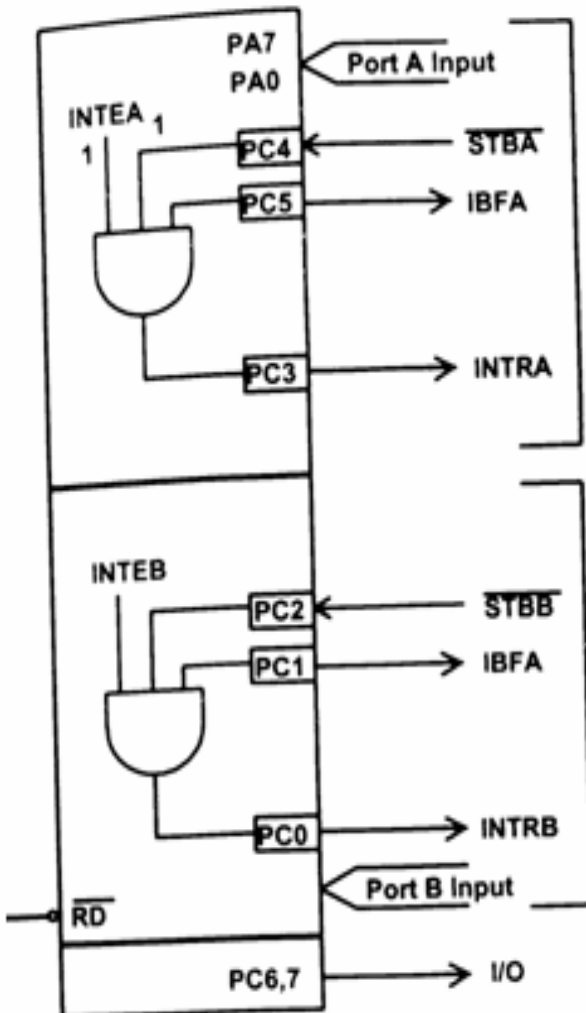 PA7
Port A Input
PA0
INTEA 1
1
PC4 STBA
PC5 IBFA
PC3 INTRA
INTEB
PC2 STBB
PC1 IBFA
PC0 INTRB
Port B Input
RD
PC6,7 I/O